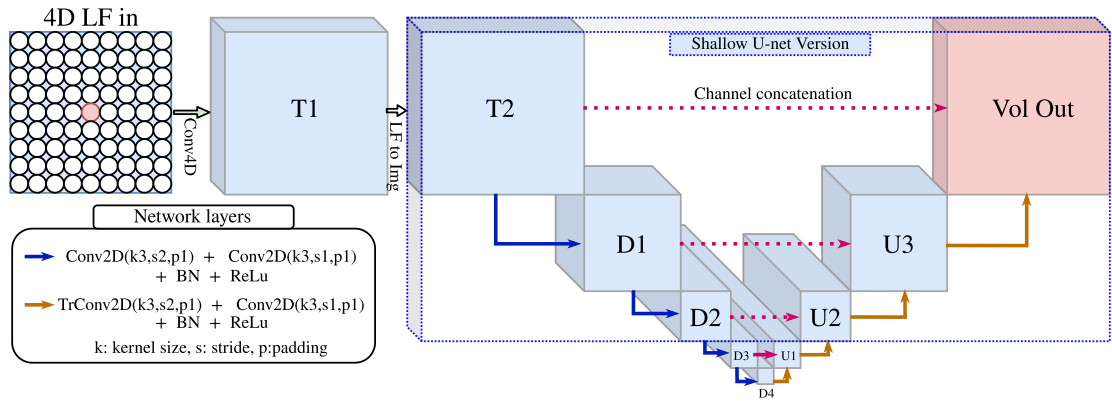 4D LF in
Conv4D
T1
LF to Img
Shallow U-net Version
T2
Channel concatenation
Vol Out
D1
U3
D2
U2
D3
U1
D4
Network layers
Conv2D(k3,s2,p1) + Conv2D(k3,s1,p1)
+ BN + ReLu
TrConv2D(k3,s2,p1) + Conv2D(k3,s1,p1)
+ BN + ReLu
k: kernel size, s: stride, p:padding